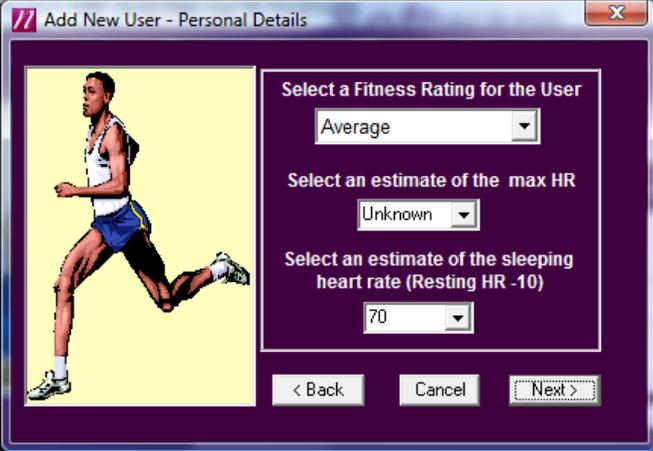 Add New User - Personal Details
Select a Fitness Rating for the User
Average
Select an estimate of the max HR
Unknown
Select an estimate of the sleeping
heart rate (Resting HR -10)
70
< Back
Cancel
Next >